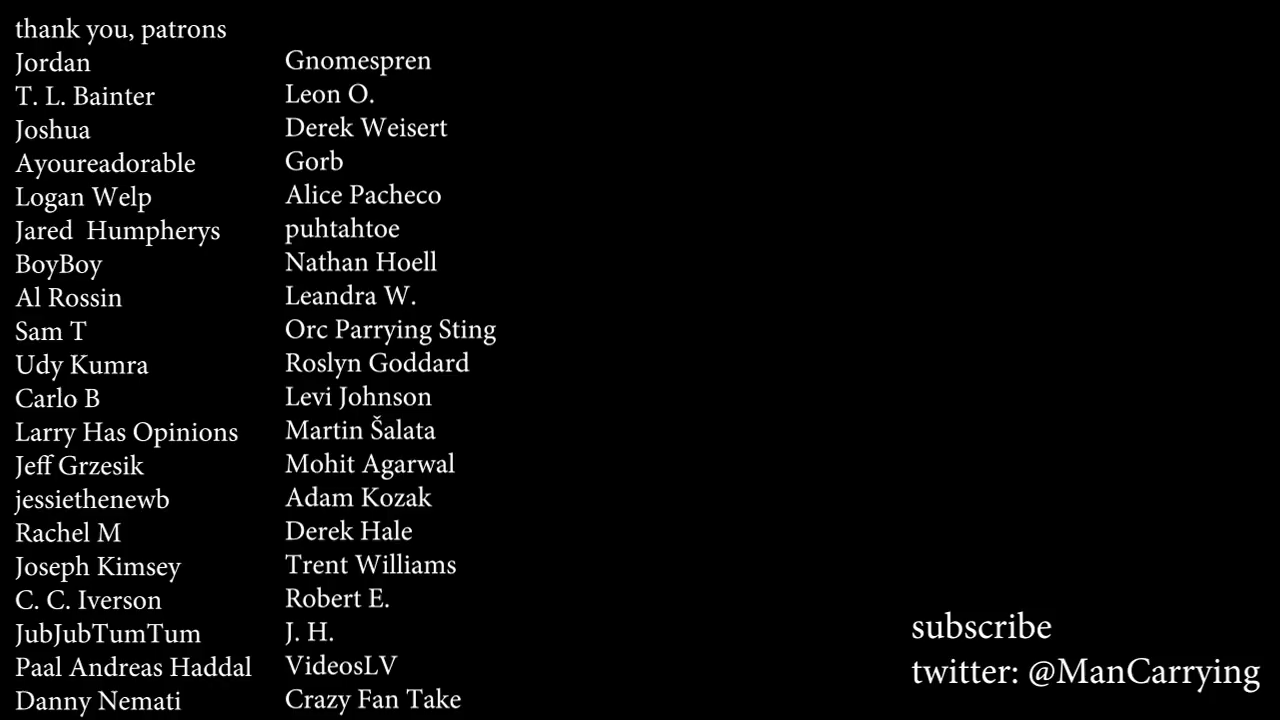 thank you, patrons
Jordan
T. L. Bainter
Joshua
Ayoureadorable
Logan Welp
Jared  Humpherys
BoyBoy
Al Rossin
Sam T
Udy Kumra
Carlo B
Larry Has Opinions
Jeff Grzesik
jessiethenewb
Rachel M
Joseph Kimsey
C. C. Iverson
JubJubTumTum
Paal Andreas Haddal
Danny Nemati
Gnomespren
Leon O.
Derek Weisert
Gorb
Alice Pacheco
puhtahtoe
Nathan Hoell
Leandra W.
Orc Parrying Sting
Roslyn Goddard
Levi Johnson
Martin Šalata
Mohit Agarwal
Adam Kozak
Derek Hale
Trent Williams
Robert E.
J. H.
VideosLV
Crazy Fan Take
subscribe
twitter: @ManCarrying